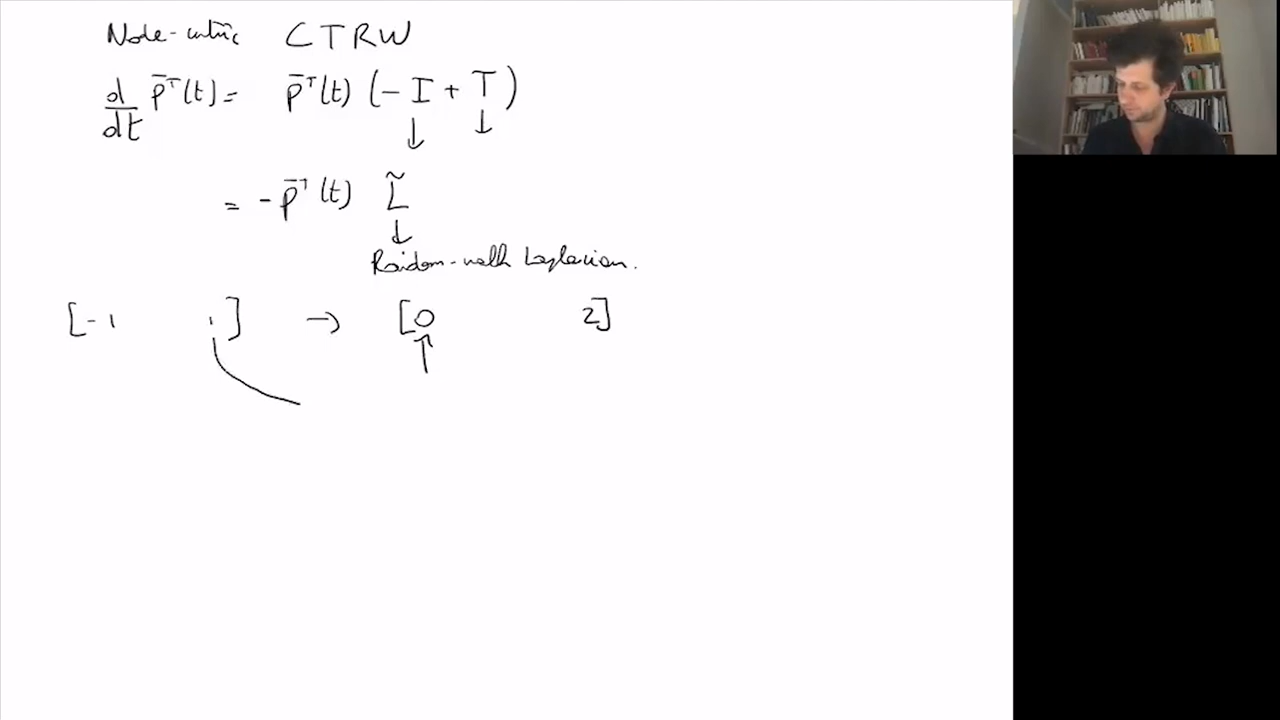 Node-centric CTRW
d/dt p̄ᵀ(t) = p̄ᵀ(t) (- I + T)
↓ ↓
= - p̄ᵀ(t) L̃
↓
Random-walk Laplacian.
[-1 1] → [0 2]
↑